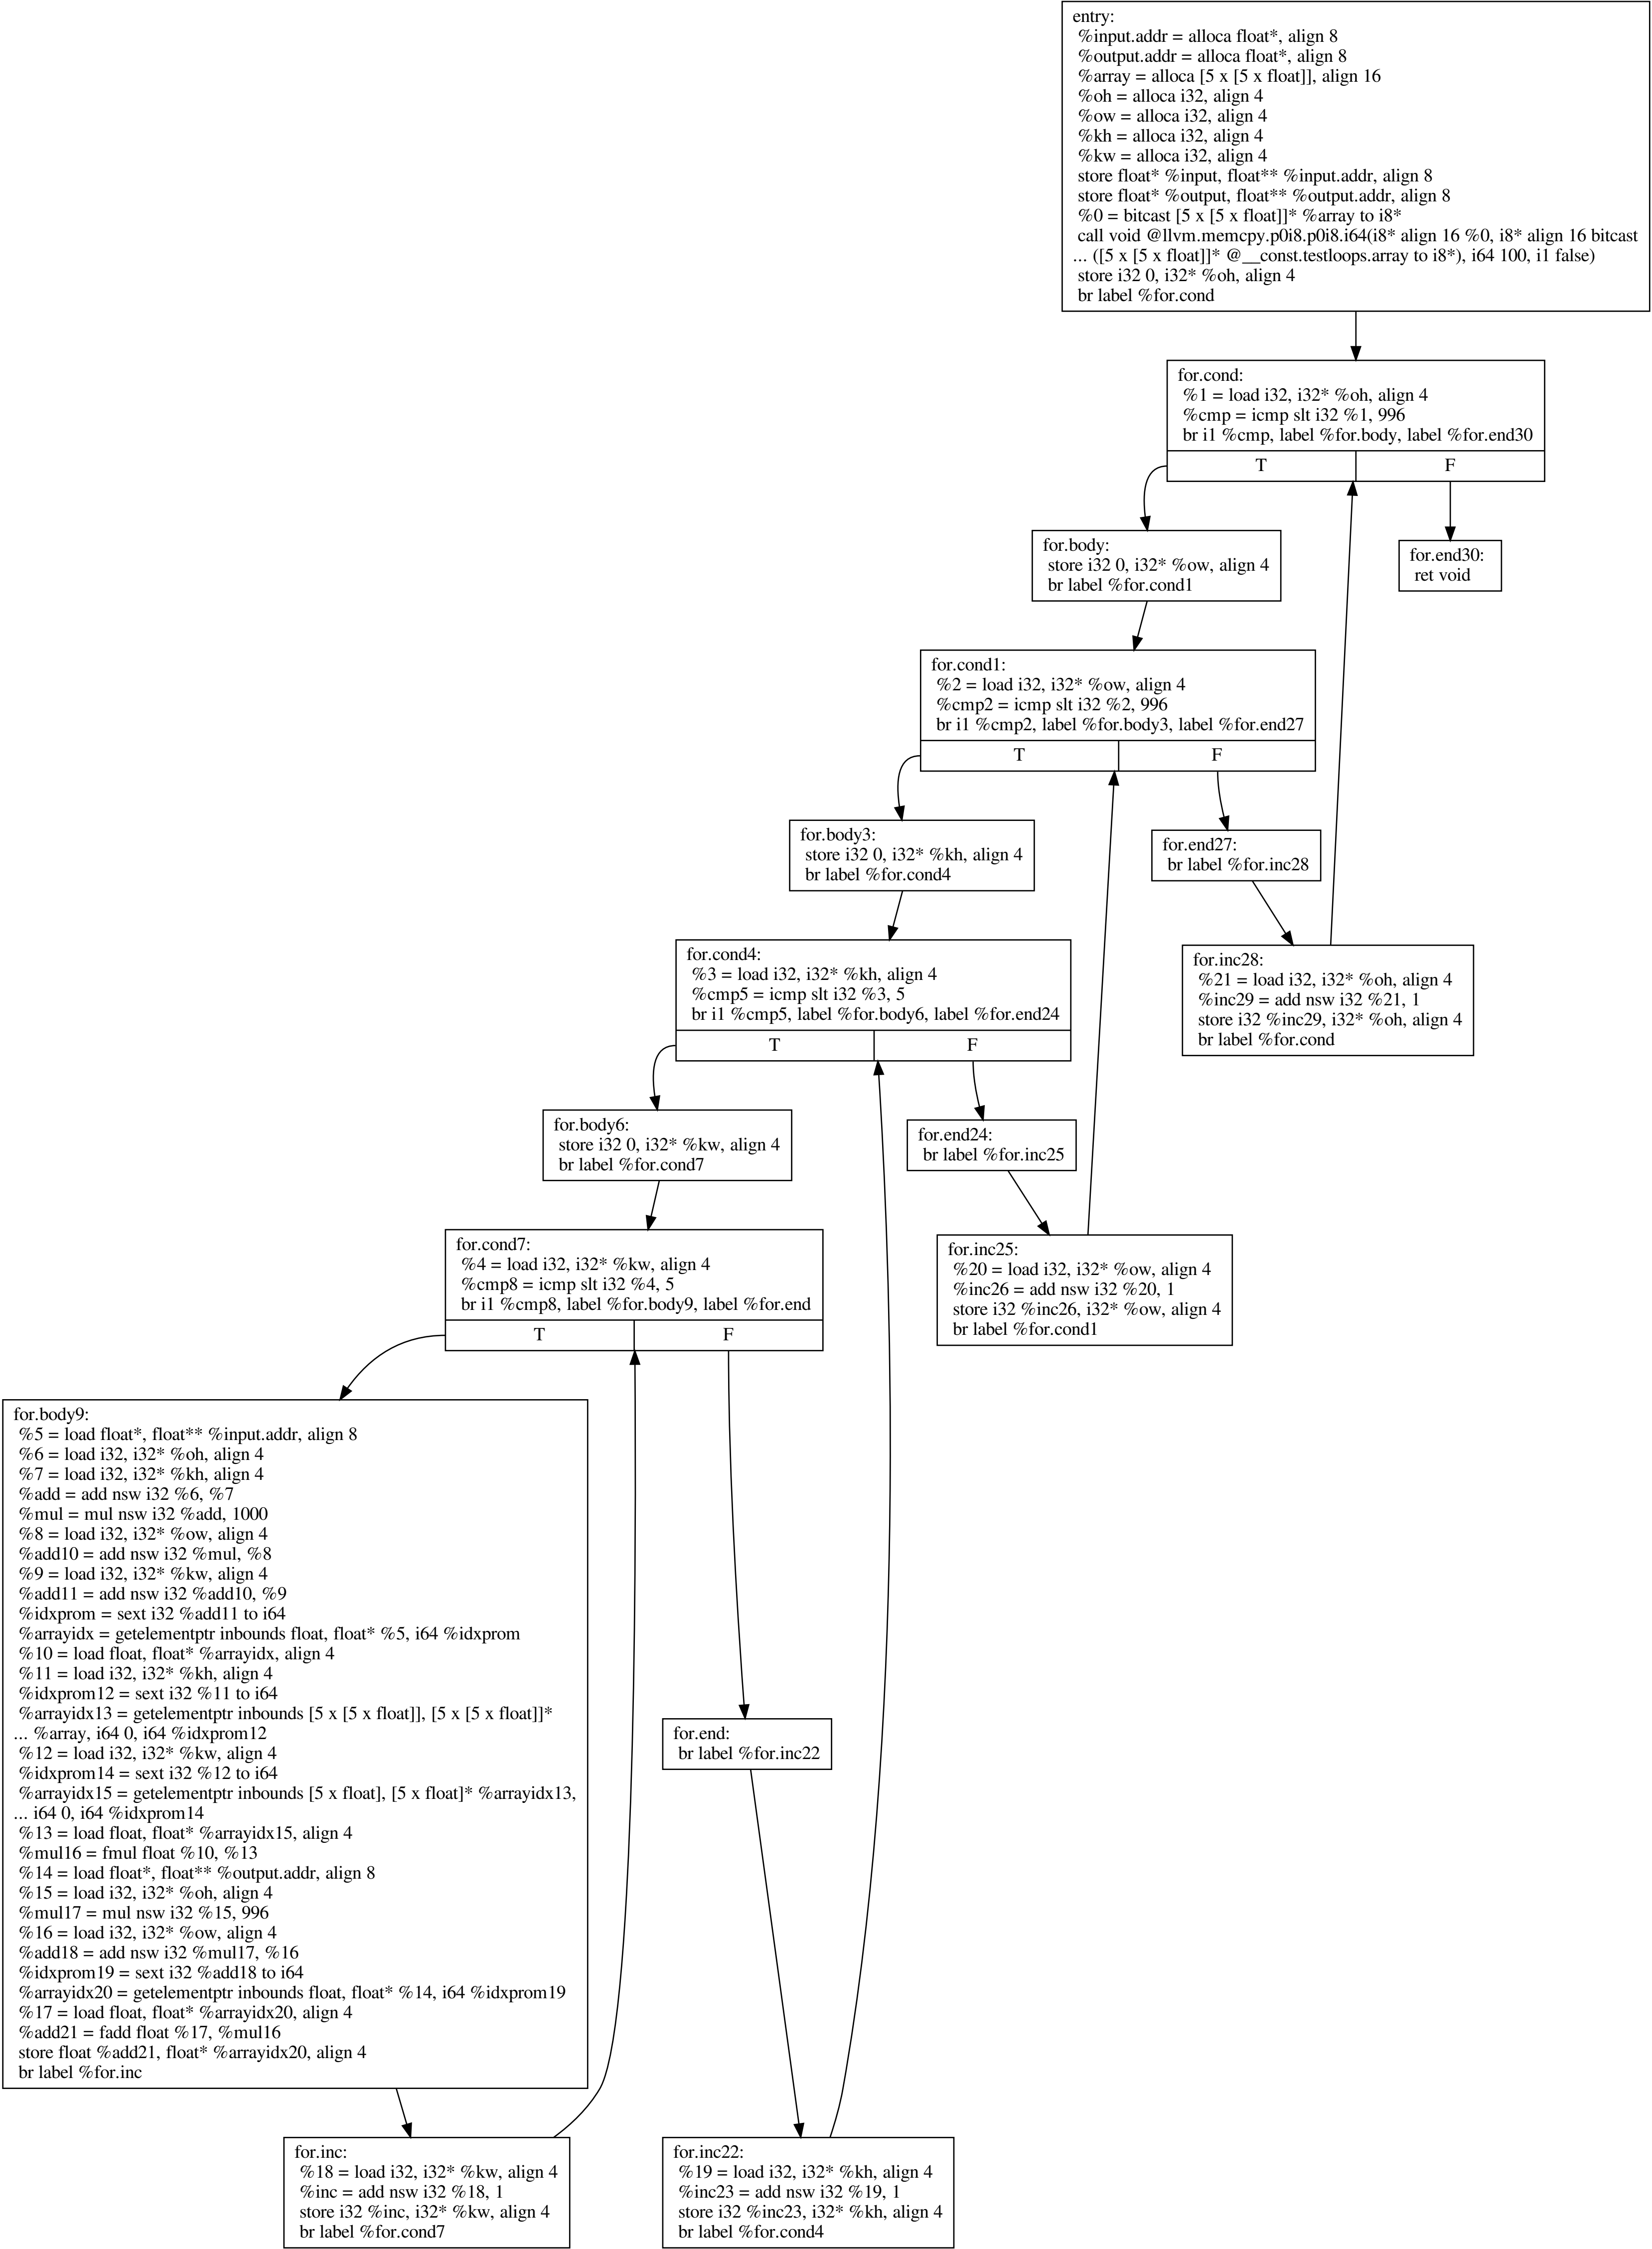 entry:
%input.addr = alloca float*, align 8
%output.addr = alloca float*, align 8
%array = alloca [5 x [5 x float]], align 16
%oh = alloca i32, align 4
%ow = alloca i32, align 4
%kh = alloca i32, align 4
%kw = alloca i32, align 4
store float* %input, float** %input.addr, align 8
store float* %output, float** %output.addr, align 8
%0 = bitcast [5 x [5 x float]]* %array to i8*
call void @llvm.memcpy.p0i8.p0i8.i64(i8* align 16 %0, i8* align 16 bitcast
... ([5 x [5 x float]]* @__const.testloops.array to i8*), i64 100, i1 false)
store i32 0, i32* %oh, align 4
br label %for.cond
for.cond:
%1 = load i32, i32* %oh, align 4
%cmp = icmp slt i32 %1, 996
br i1 %cmp, label %for.body, label %for.end30
T
F
for.body:
store i32 0, i32* %ow, align 4
br label %for.cond1
for.end30:
ret void
for.cond1:
%2 = load i32, i32* %ow, align 4
%cmp2 = icmp slt i32 %2, 996
br i1 %cmp2, label %for.body3, label %for.end27
T
F
for.body3:
store i32 0, i32* %kh, align 4
br label %for.cond4
for.end27:
br label %for.inc28
for.cond4:
%3 = load i32, i32* %kh, align 4
%cmp5 = icmp slt i32 %3, 5
br i1 %cmp5, label %for.body6, label %for.end24
T
F
for.inc28:
%21 = load i32, i32* %oh, align 4
%inc29 = add nsw i32 %21, 1
store i32 %inc29, i32* %oh, align 4
br label %for.cond
for.body6:
store i32 0, i32* %kw, align 4
br label %for.cond7
for.end24:
br label %for.inc25
for.cond7:
%4 = load i32, i32* %kw, align 4
%cmp8 = icmp slt i32 %4, 5
br i1 %cmp8, label %for.body9, label %for.end
T
F
for.inc25:
%20 = load i32, i32* %ow, align 4
%inc26 = add nsw i32 %20, 1
store i32 %inc26, i32* %ow, align 4
br label %for.cond1
for.body9:
%5 = load float*, float** %input.addr, align 8
%6 = load i32, i32* %oh, align 4
%7 = load i32, i32* %kh, align 4
%add = add nsw i32 %6, %7
%mul = mul nsw i32 %add, 1000
%8 = load i32, i32* %ow, align 4
%add10 = add nsw i32 %mul, %8
%9 = load i32, i32* %kw, align 4
%add11 = add nsw i32 %add10, %9
%idxprom = sext i32 %add11 to i64
%arrayidx = getelementptr inbounds float, float* %5, i64 %idxprom
%10 = load float, float* %arrayidx, align 4
%11 = load i32, i32* %kh, align 4
%idxprom12 = sext i32 %11 to i64
%arrayidx13 = getelementptr inbounds [5 x [5 x float]], [5 x [5 x float]]*
... %array, i64 0, i64 %idxprom12
%12 = load i32, i32* %kw, align 4
%idxprom14 = sext i32 %12 to i64
%arrayidx15 = getelementptr inbounds [5 x float], [5 x float]* %arrayidx13,
... i64 0, i64 %idxprom14
%13 = load float, float* %arrayidx15, align 4
%mul16 = fmul float %10, %13
%14 = load float*, float** %output.addr, align 8
%15 = load i32, i32* %oh, align 4
%mul17 = mul nsw i32 %15, 996
%16 = load i32, i32* %ow, align 4
%add18 = add nsw i32 %mul17, %16
%idxprom19 = sext i32 %add18 to i64
%arrayidx20 = getelementptr inbounds float, float* %14, i64 %idxprom19
%17 = load float, float* %arrayidx20, align 4
%add21 = fadd float %17, %mul16
store float %add21, float* %arrayidx20, align 4
br label %for.inc
for.end:
br label %for.inc22
for.inc:
%18 = load i32, i32* %kw, align 4
%inc = add nsw i32 %18, 1
store i32 %inc, i32* %kw, align 4
br label %for.cond7
for.inc22:
%19 = load i32, i32* %kh, align 4
%inc23 = add nsw i32 %19, 1
store i32 %inc23, i32* %kh, align 4
br label %for.cond4